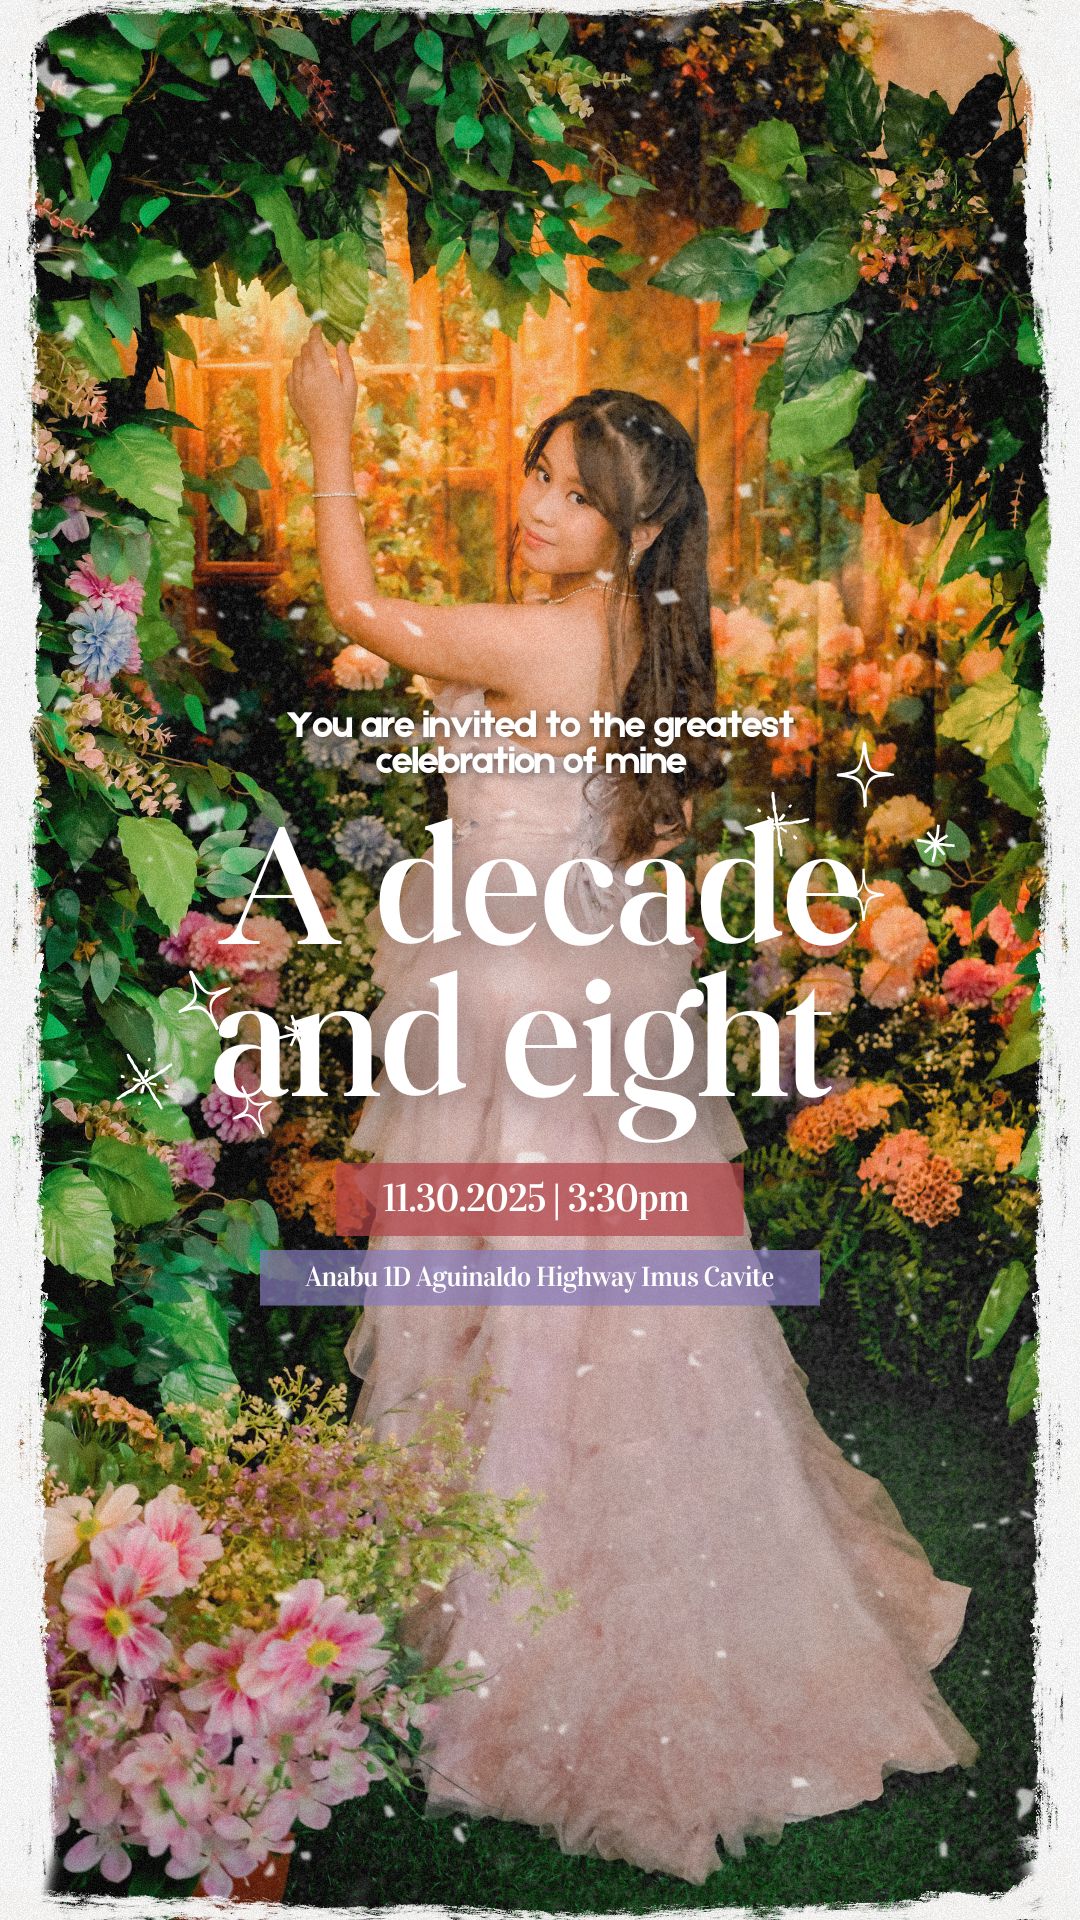 You are invited to the greatest
celebration of mine
A decade
and eight
11.30.2025 | 3:30pm
Anabu 1D Aguinaldo Highway Imus Cavite